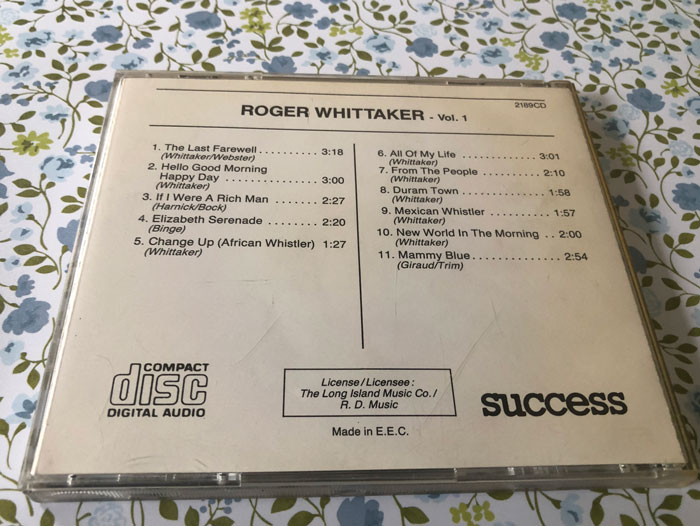 2189CD
ROGER WHITTAKER - Vol. 1
1. The Last Farewell .......... 3:18
(Whittaker/Webster)
2. Hello Good Morning
Happy Day ............... 3:00
(Whittaker)
3. If I Were A Rich Man ....... 2:27
(Harnick/Bock)
4. Elizabeth Serenade ......... 2:20
(Binge)
5. Change Up (African Whistler) 1:27
(Whittaker)
6. All Of My Life ............. 3:01
(Whittaker)
7. From The People ........... 2:10
(Whittaker)
8. Duram Town ............... 1:58
(Whittaker)
9. Mexican Whistler .......... 1:57
(Whittaker)
10. New World In The Morning .. 2:00
(Whittaker)
11. Mammy Blue .............. 2:54
(Giraud/Trim)
COMPACT
disc
DIGITAL AUDIO
License/Licensee:
The Long Island Music Co./
R. D. Music
success
Made in E.E.C.